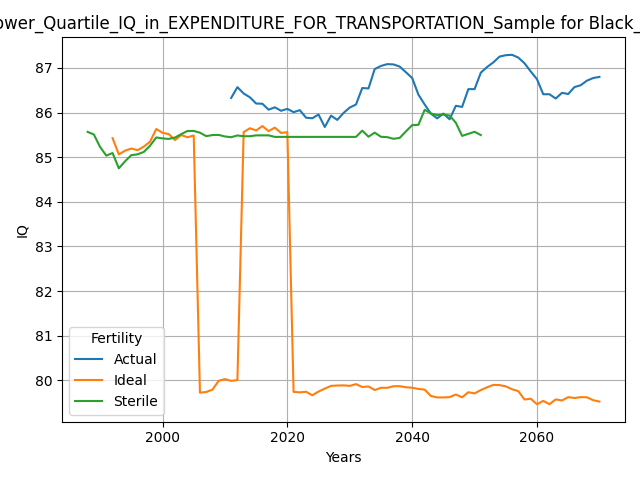 ower_Quartile_IQ_in_EXPENDITURE_FOR_TRANSPORTATION_Sample for Black_
87
86
85
84
83
82
81
80
IQ
Fertility
Actual
Ideal
Sterile
2000
2020
2040
2060
Years